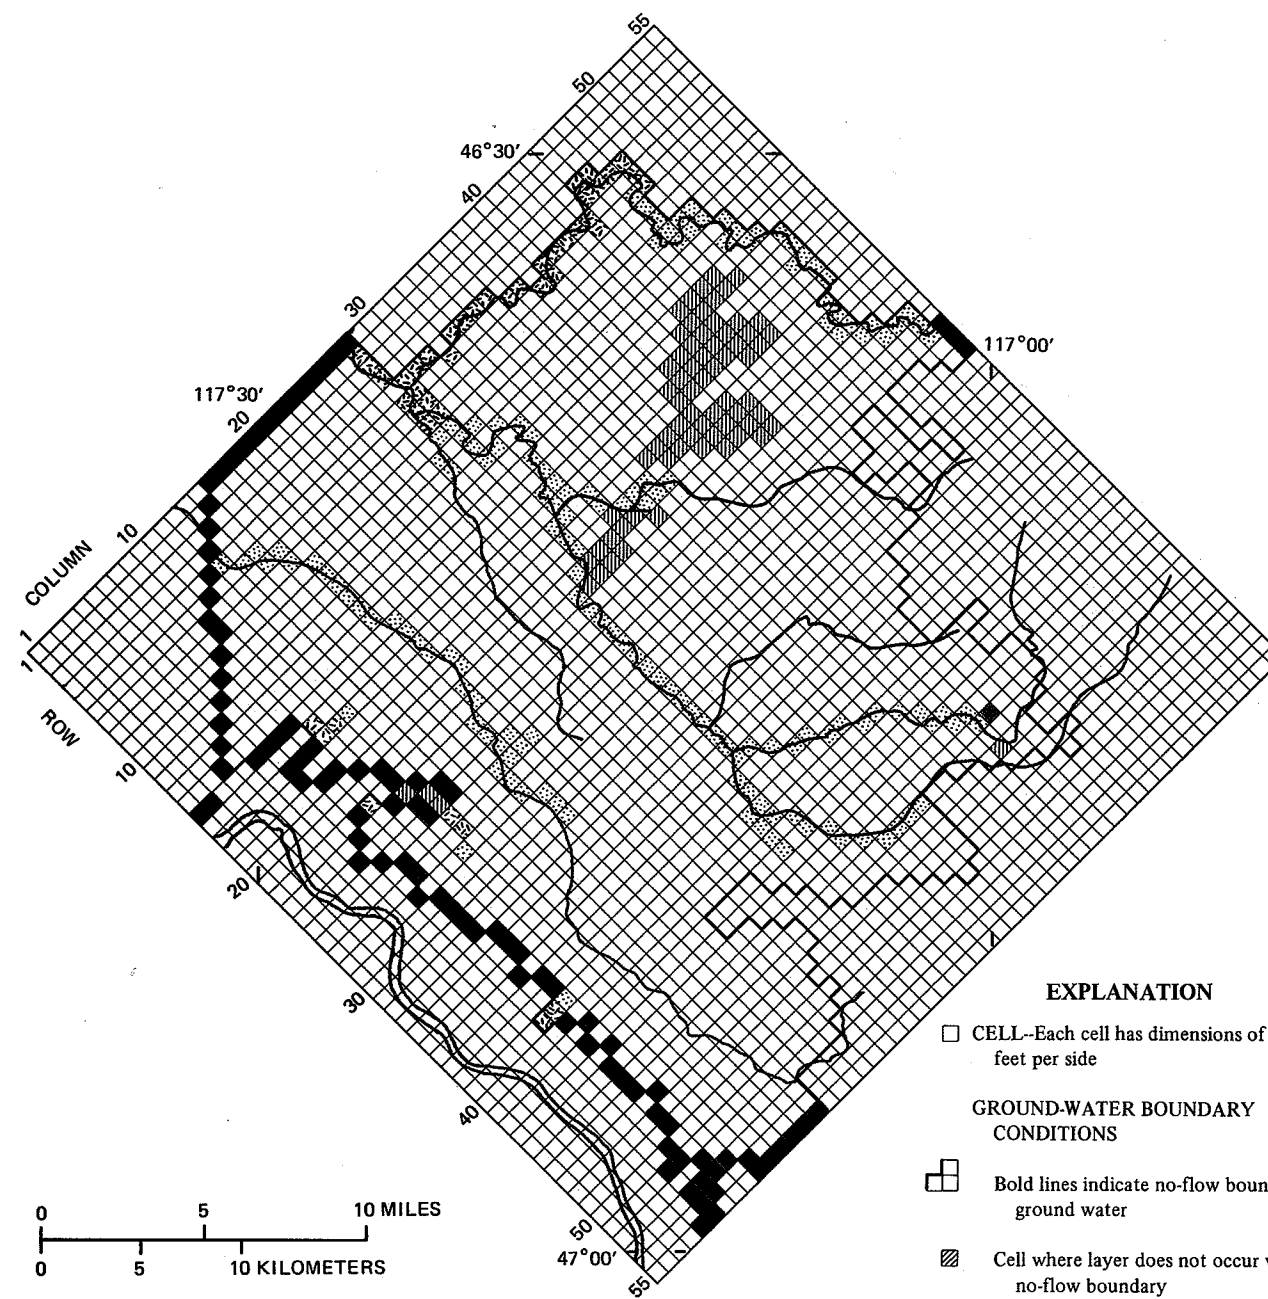 55
50
46°30'
40
30
117°00'
117°30'
20
10
COLUMN
1
1
ROW
10
20
30
40
50
47°00'
55
EXPLANATION
CELL--Each cell has dimensions of
feet per side
GROUND-WATER BOUNDARY
CONDITIONS
Bold lines indicate no-flow boun
ground water
Cell where layer does not occur
no-flow boundary
0 5 10 MILES
0 5 10 KILOMETERS